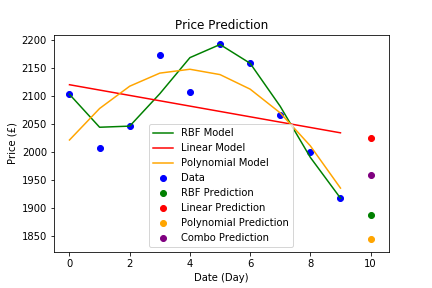 Price Prediction
2200
2150
2100
2050
2000
1950
1900
1850
Price (£)
RBF Model
Linear Model
Polynomial Model
Data
RBF Prediction
Linear Prediction
Polynomial Prediction
Combo Prediction
0 2 4 6 8 10
Date (Day)